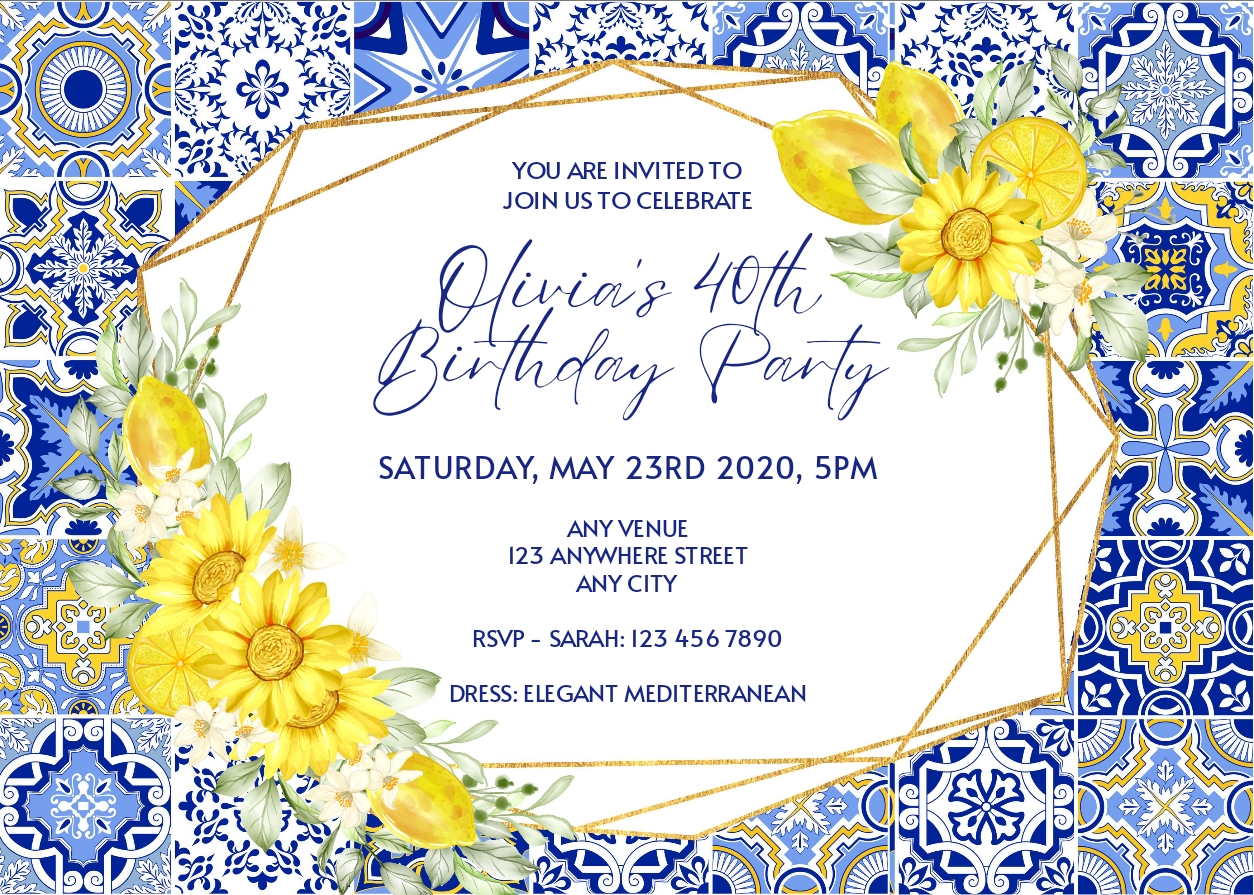 YOU ARE INVITED TO
JOIN US TO CELEBRATE
Olivia's 40th
Birthday Party
SATURDAY, MAY 23RD 2020, 5PM
ANY VENUE
123 ANYWHERE STREET
ANY CITY
RSVP - SARAH: 123 456 7890
DRESS: ELEGANT MEDITERRANEAN